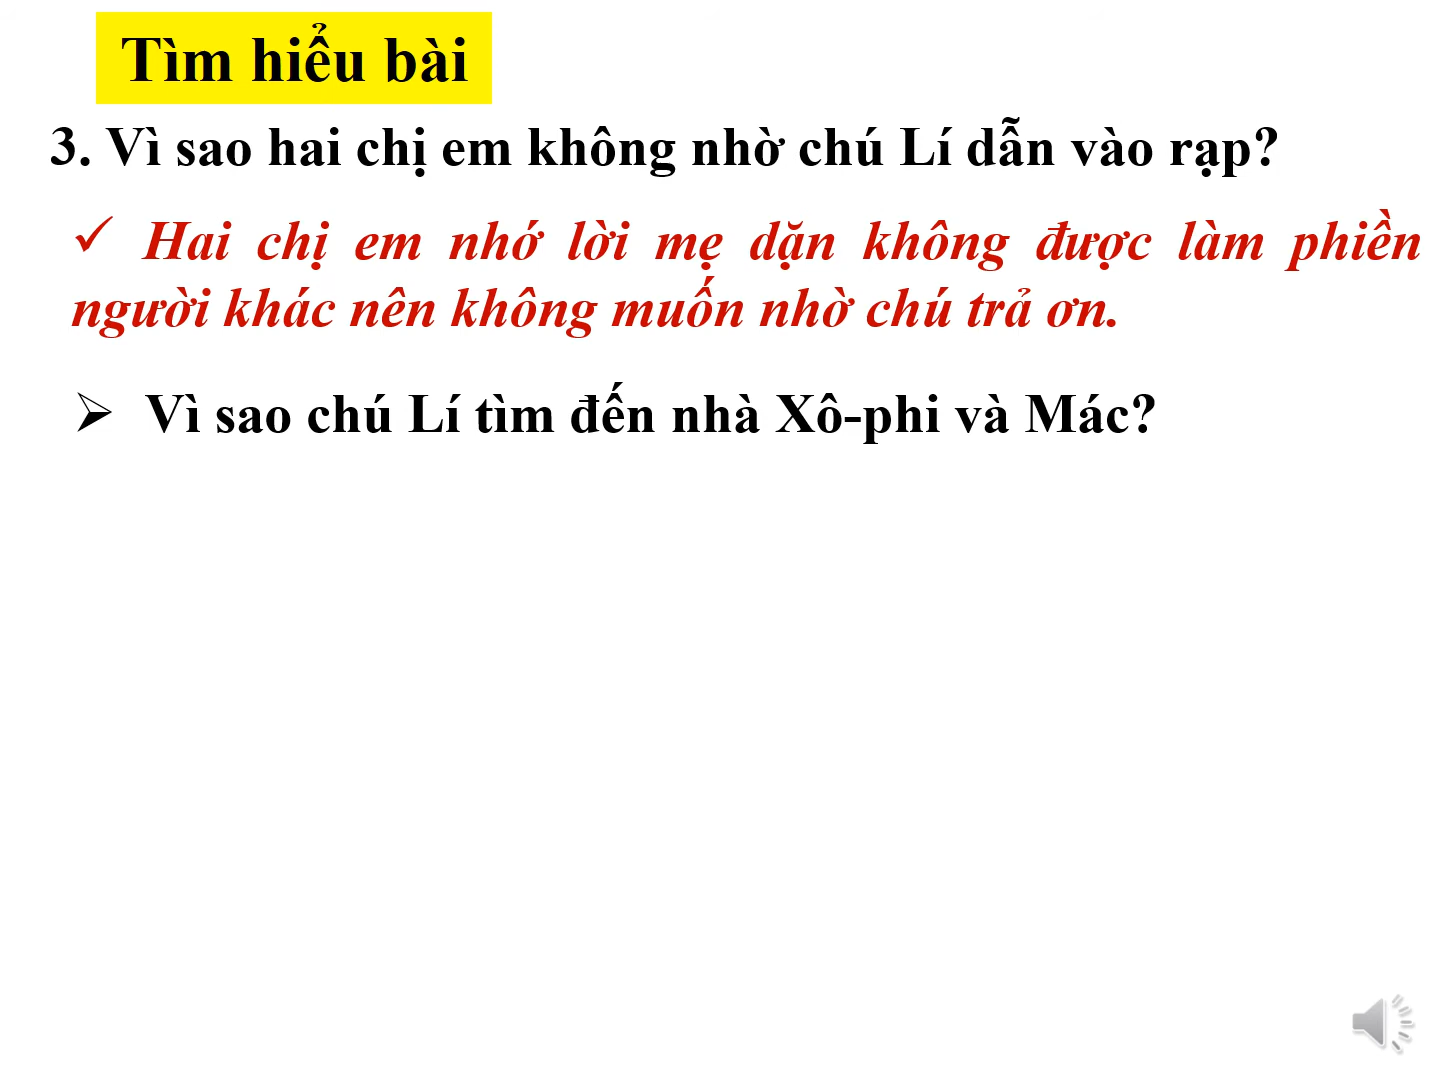 Tìm hiểu bài
3. Vì sao hai chị em không nhờ chú Lí dẫn vào rạp?
✓ Hai chị em nhớ lời mẹ dặn không được làm phiền
người khác nên không muốn nhờ chú trả ơn.
➢ Vì sao chú Lí tìm đến nhà Xô-phi và Mác?